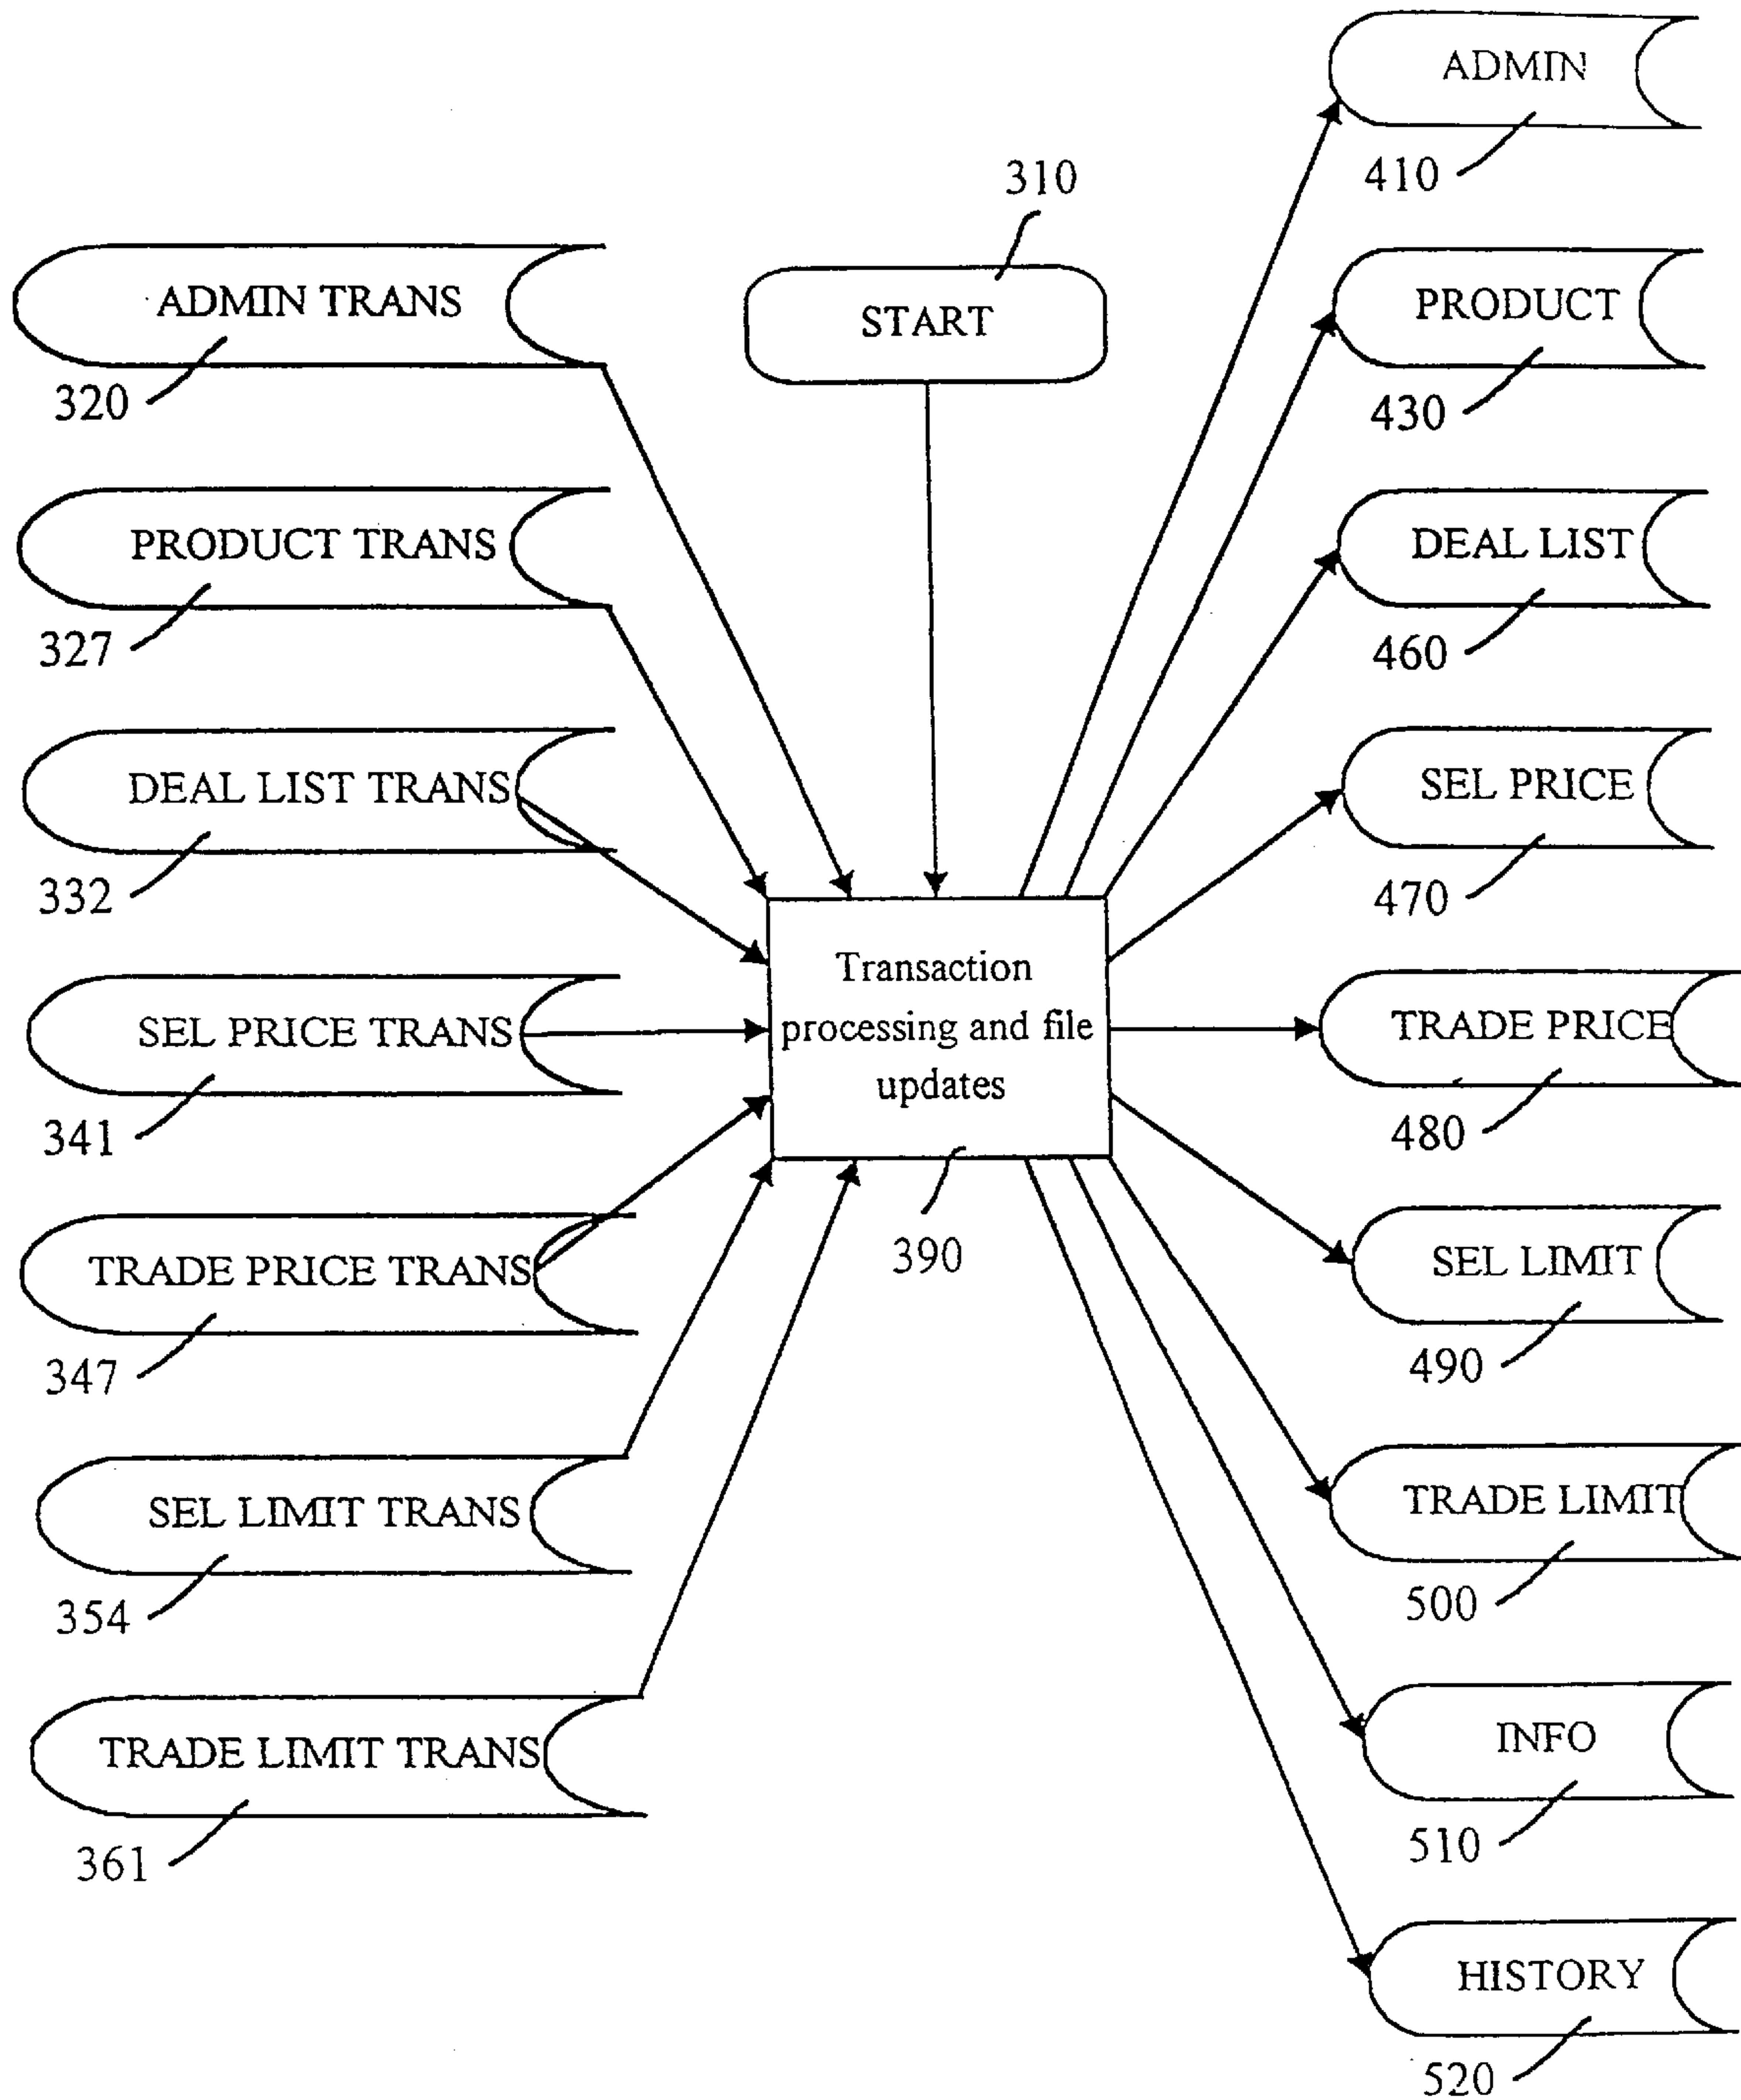 ADMIN
410
310
START
ADMIN TRANS
320
PRODUCT
430
PRODUCT TRANS
327
DEAL LIST
460
DEAL LIST TRANS
332
SEL PRICE
470
Transaction
processing and file
updates
390
SEL PRICE TRANS
341
TRADE PRICE
480
TRADE PRICE TRANS
347
SEL LIMIT
490
SEL LIMIT TRANS
354
TRADE LIMIT
500
TRADE LIMIT TRANS
361
INFO
510
HISTORY
520